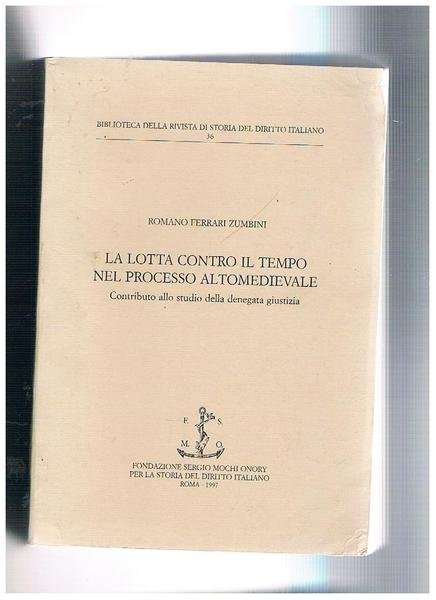 BIBLIOTECA DELLA RIVISTA DI STORIA DEL DIRITTO ITALIANO
36
ROMANO FERRARI ZUMBINI
LA LOTTA CONTRO IL TEMPO
NEL PROCESSO ALTOMEDIEVALE
Contributo allo studio della denegata giustizia
F. S.
M. O.
FONDAZIONE SERGIO MOCHI ONORY
PER LA STORIA DEL DIRITTO ITALIANO
ROMA - 1997